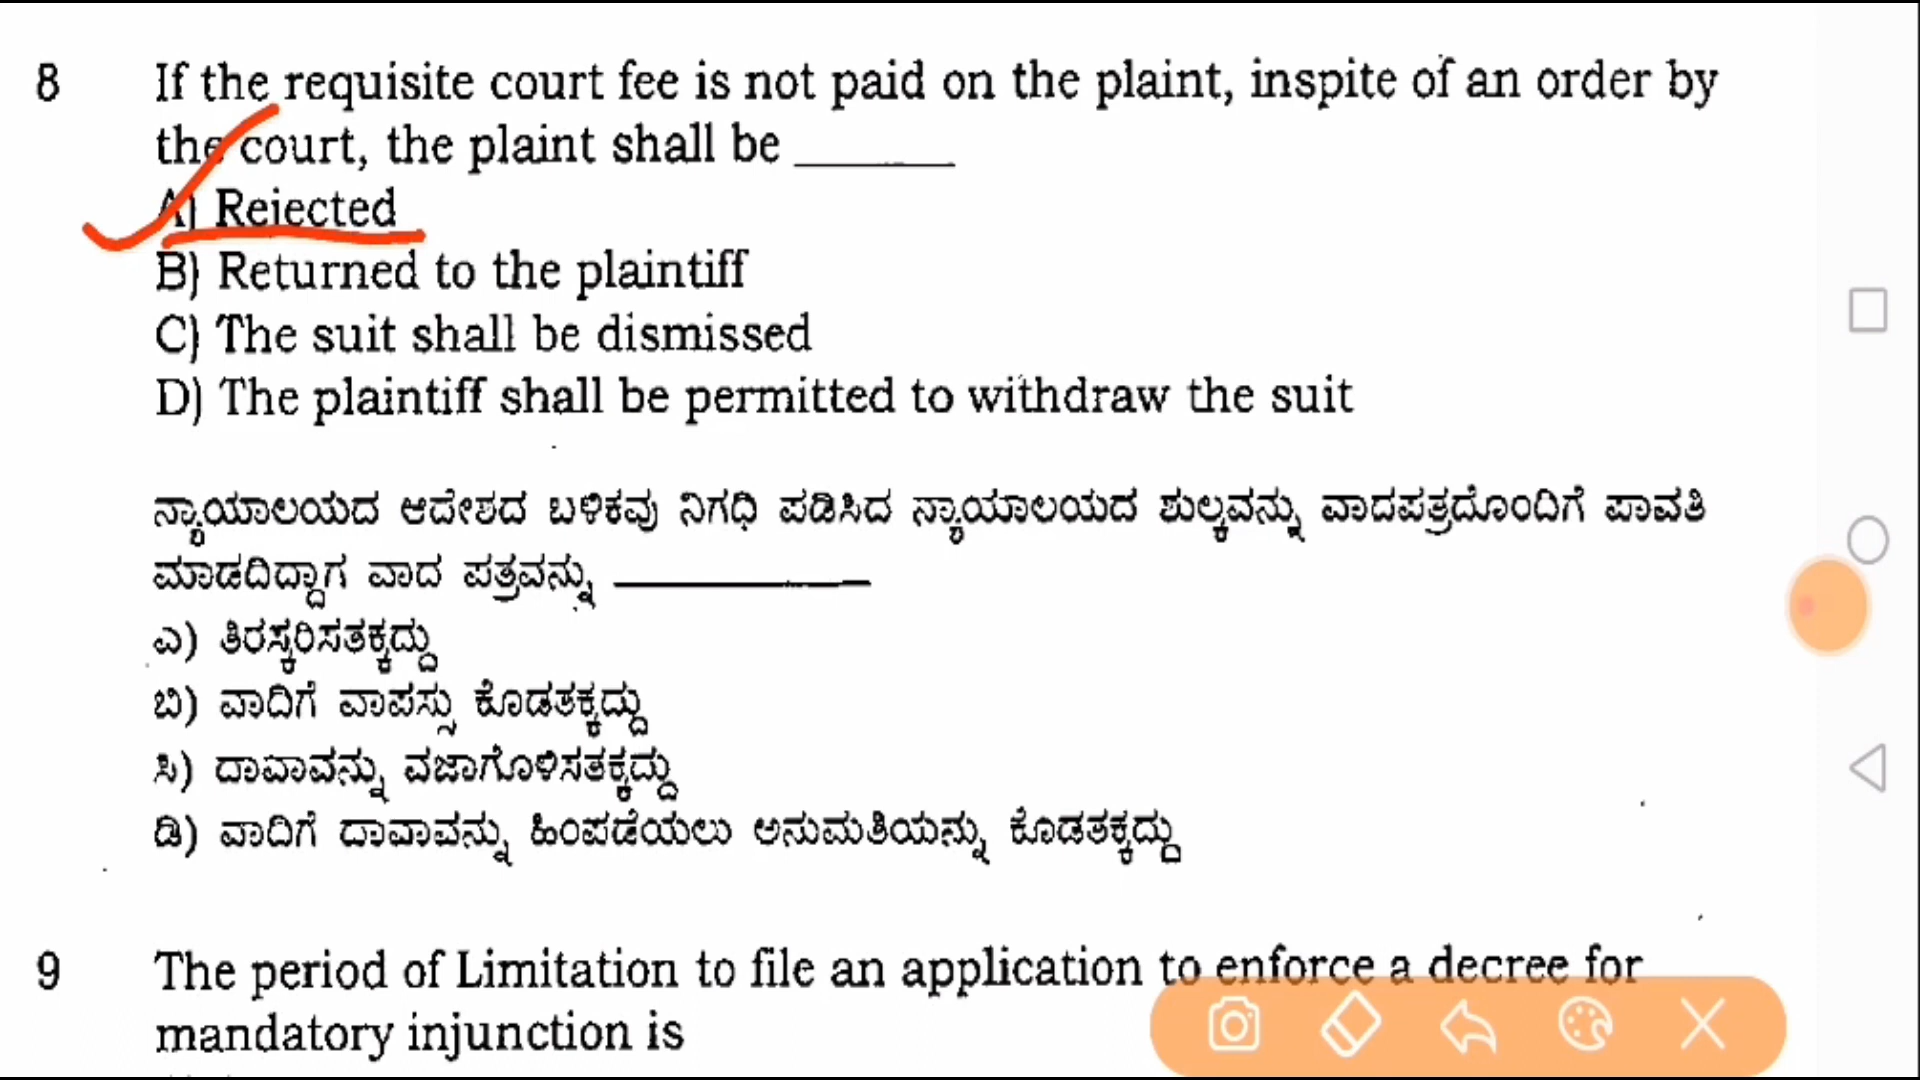 8 If the requisite court fee is not paid on the plaint, inspite of an order by
the court, the plaint shall be ______
A) Rejected
B) Returned to the plaintiff
C) The suit shall be dismissed
D) The plaintiff shall be permitted to withdraw the suit
ನ್ಯಾಯಾಲಯದ ಆದೇಶದ ಬಳಿಕವು ನಿಗಧಿ ಪಡಿಸಿದ ನ್ಯಾಯಾಲಯದ ಶುಲ್ಕವನ್ನು ವಾದಪತ್ರದೊಂದಿಗೆ ಪಾವತಿ
ಮಾಡದಿದ್ದಾಗ ವಾದ ಪತ್ರವನ್ನು __________
ಎ) ತಿರಸ್ಕರಿಸತಕ್ಕದ್ದು
ಬಿ) ವಾದಿಗೆ ವಾಪಸ್ಸು ಕೊಡತಕ್ಕದ್ದು
ಸಿ) ದಾವಾವನ್ನು ವಜಾಗೊಳಿಸತಕ್ಕದ್ದು
ಡಿ) ವಾದಿಗೆ ದಾವಾವನ್ನು ಹಿಂಪಡೆಯಲು ಅನುಮತಿಯನ್ನು ಕೊಡತಕ್ಕದ್ದು
9 The period of Limitation to file an application to enforce a decree for
mandatory injunction is